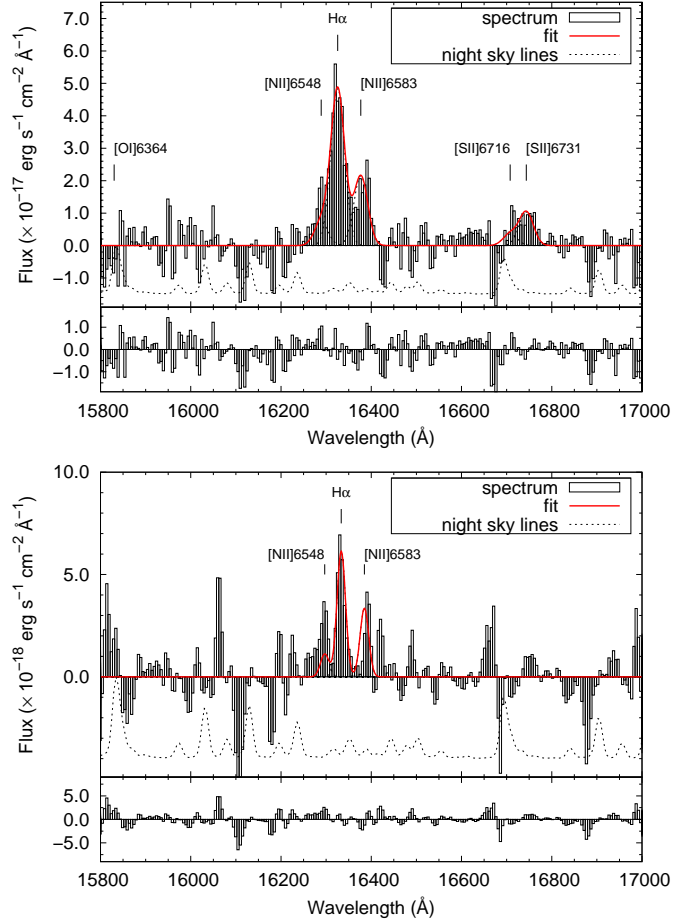 7.0
6.0
5.0
4.0
3.0
2.0
1.0
0.0
−1.0
Flux (× 10−17 erg s−1 cm−2 Å−1)
Hα
[NII]6548
[NII]6583
[OI]6364
[SII]6716
[SII]6731
spectrum
fit
night sky lines
1.0
0.0
−1.0
15800
16000
16200
16400
16600
16800
17000
Wavelength (Å)
10.0
5.0
0.0
Flux (× 10−18 erg s−1 cm−2 Å−1)
Hα
[NII]6548
[NII]6583
spectrum
fit
night sky lines
5.0
0.0
−5.0
15800
16000
16200
16400
16600
16800
17000
Wavelength (Å)